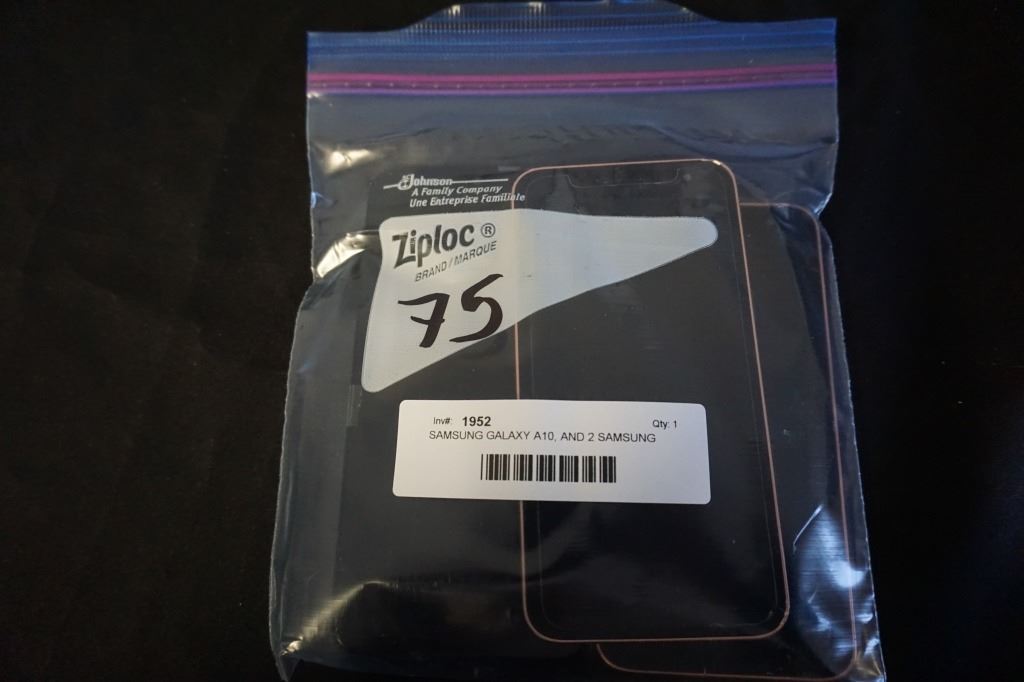 Johnson
A Family Company
Une Entreprise Familiale
Ziploc®
BRAND/MARQUE
75
Inv#: 1952 Qty: 1
SAMSUNG GALAXY A10, AND 2 SAMSUNG